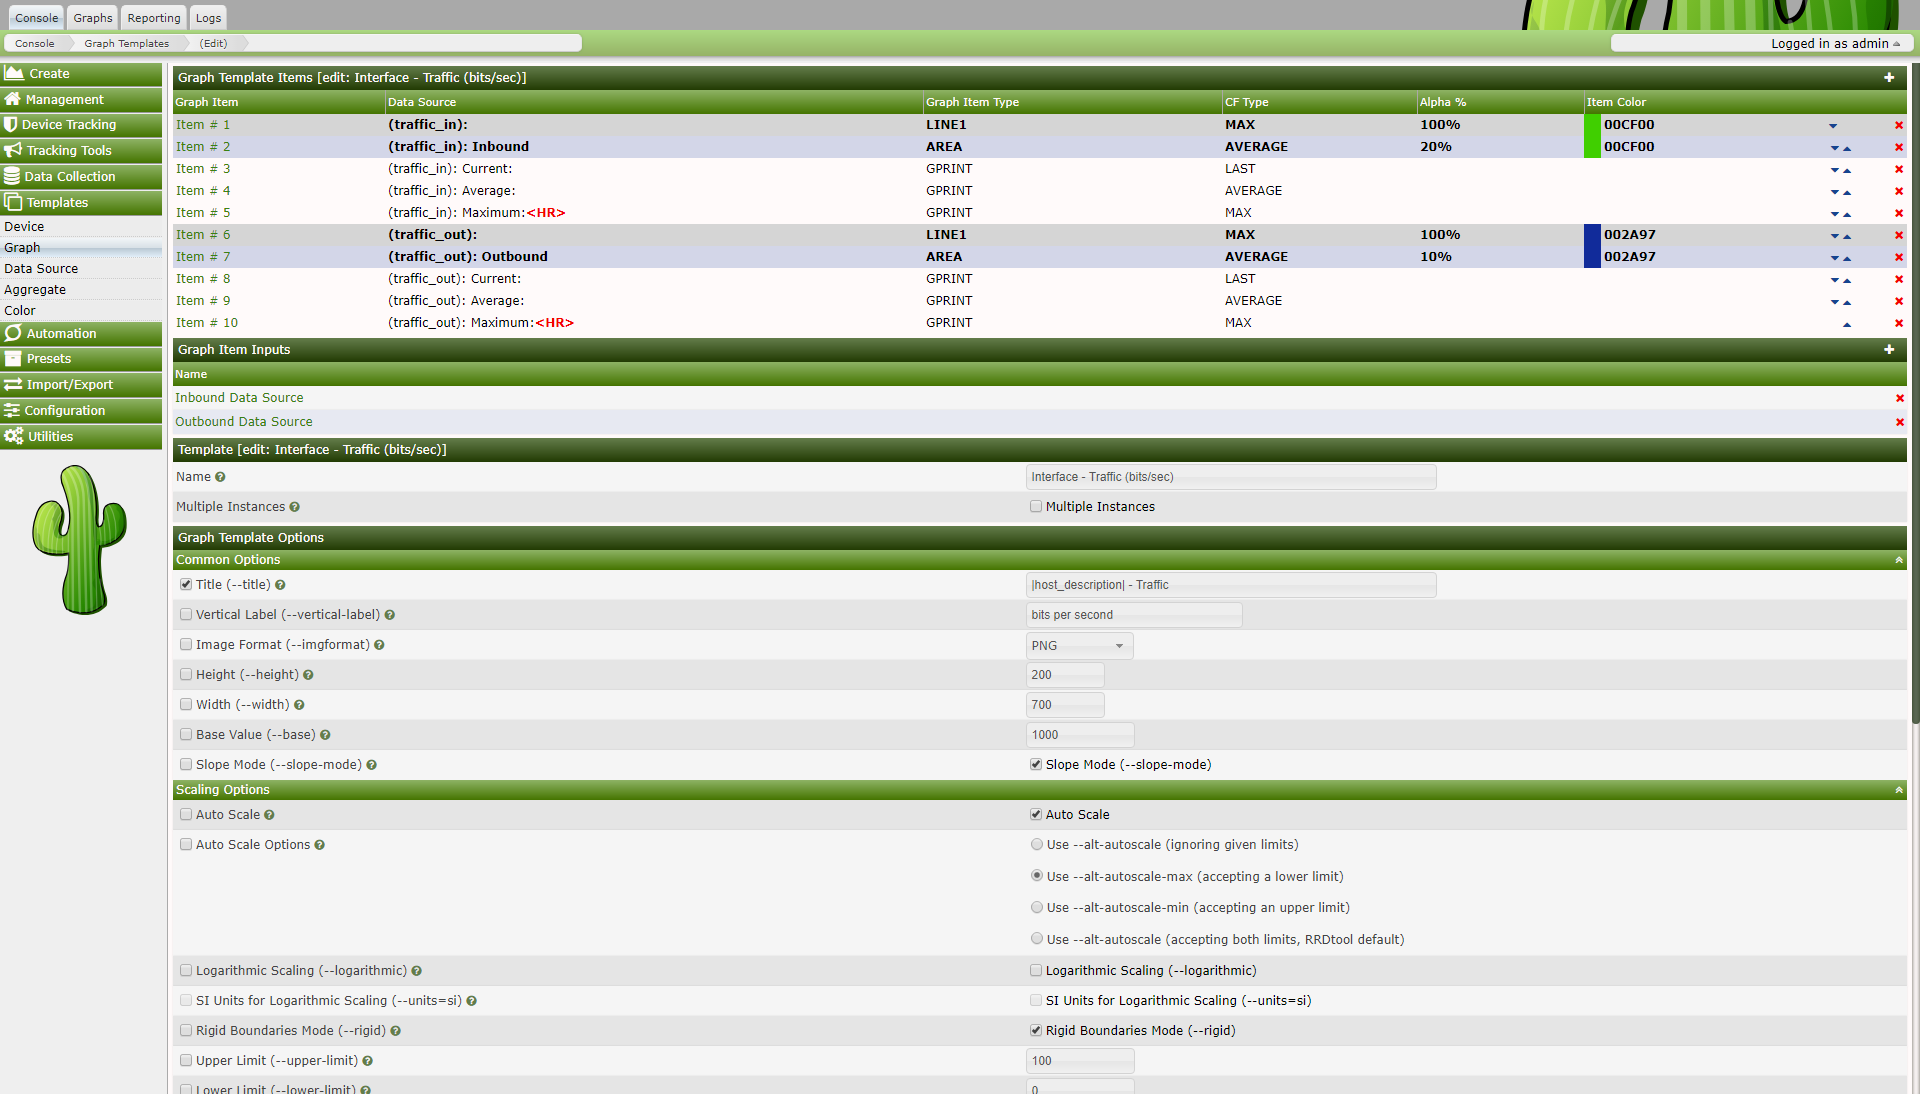 Console Graphs Reporting Logs
Console Graph Templates (Edit) Logged in as admin
Create
Management
Device Tracking
Tracking Tools
Data Collection
Templates
Device
Graph
Data Source
Aggregate
Color
Automation
Presets
Import/Export
Configuration
Utilities
Graph Template Items [edit: Interface - Traffic (bits/sec)]
Graph Item Data Source Graph Item Type CF Type Alpha % Item Color
Item # 1 (traffic_in): LINE1 MAX 100% 00CF00
Item # 2 (traffic_in): Inbound AREA AVERAGE 20% 00CF00
Item # 3 (traffic_in): Current: GPRINT LAST
Item # 4 (traffic_in): Average: GPRINT AVERAGE
Item # 5 (traffic_in): Maximum:<HR> GPRINT MAX
Item # 6 (traffic_out): LINE1 MAX 100% 002A97
Item # 7 (traffic_out): Outbound AREA AVERAGE 10% 002A97
Item # 8 (traffic_out): Current: GPRINT LAST
Item # 9 (traffic_out): Average: GPRINT AVERAGE
Item # 10 (traffic_out): Maximum:<HR> GPRINT MAX
Graph Item Inputs
Name
Inbound Data Source
Outbound Data Source
Template [edit: Interface - Traffic (bits/sec)]
Name Interface - Traffic (bits/sec)
Multiple Instances Multiple Instances
Graph Template Options
Common Options
Title (--title) |host_description| - Traffic
Vertical Label (--vertical-label) bits per second
Image Format (--imgformat) PNG
Height (--height) 200
Width (--width) 700
Base Value (--base) 1000
Slope Mode (--slope-mode) Slope Mode (--slope-mode)
Scaling Options
Auto Scale Auto Scale
Auto Scale Options Use --alt-autoscale (ignoring given limits)
Use --alt-autoscale-max (accepting a lower limit)
Use --alt-autoscale-min (accepting an upper limit)
Use --alt-autoscale (accepting both limits, RRDtool default)
Logarithmic Scaling (--logarithmic) Logarithmic Scaling (--logarithmic)
SI Units for Logarithmic Scaling (--units=si) SI Units for Logarithmic Scaling (--units=si)
Rigid Boundaries Mode (--rigid) Rigid Boundaries Mode (--rigid)
Upper Limit (--upper-limit) 100
Lower Limit (--lower-limit) 0